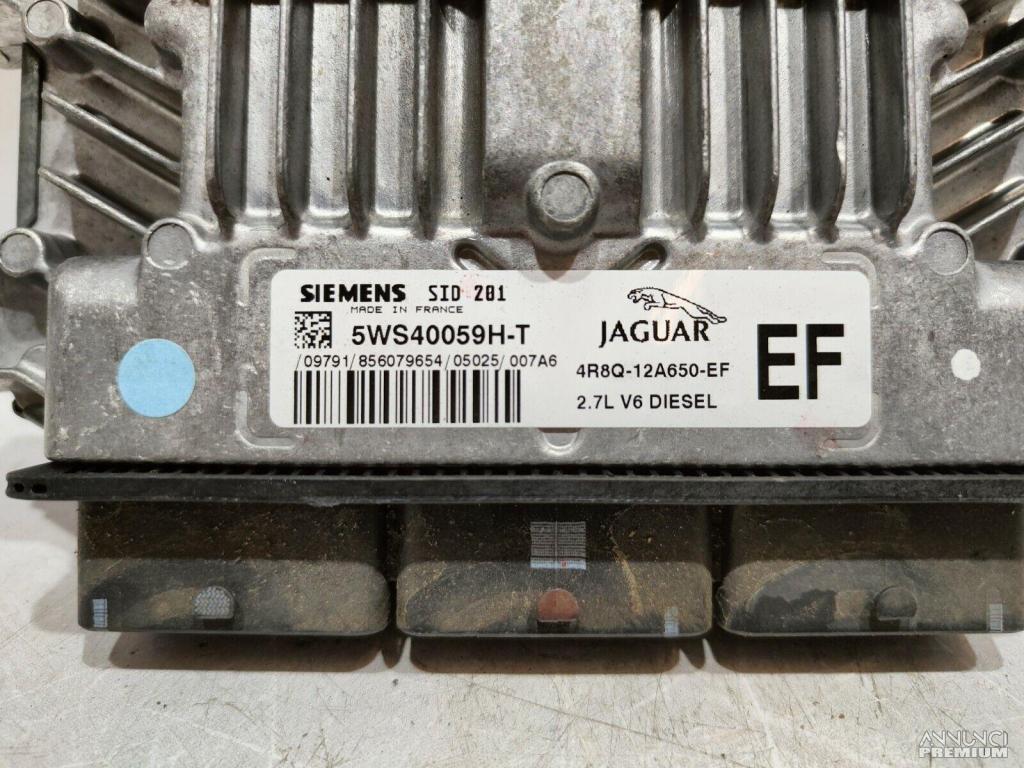 SIEMENS SID 201
MADE IN FRANCE
5WS40059H-T
/09791/856079654/05025/007A6
JAGUAR
4R8Q-12A650-EF
2.7L V6 DIESEL
EF
ANNUNCI
PREMIUM